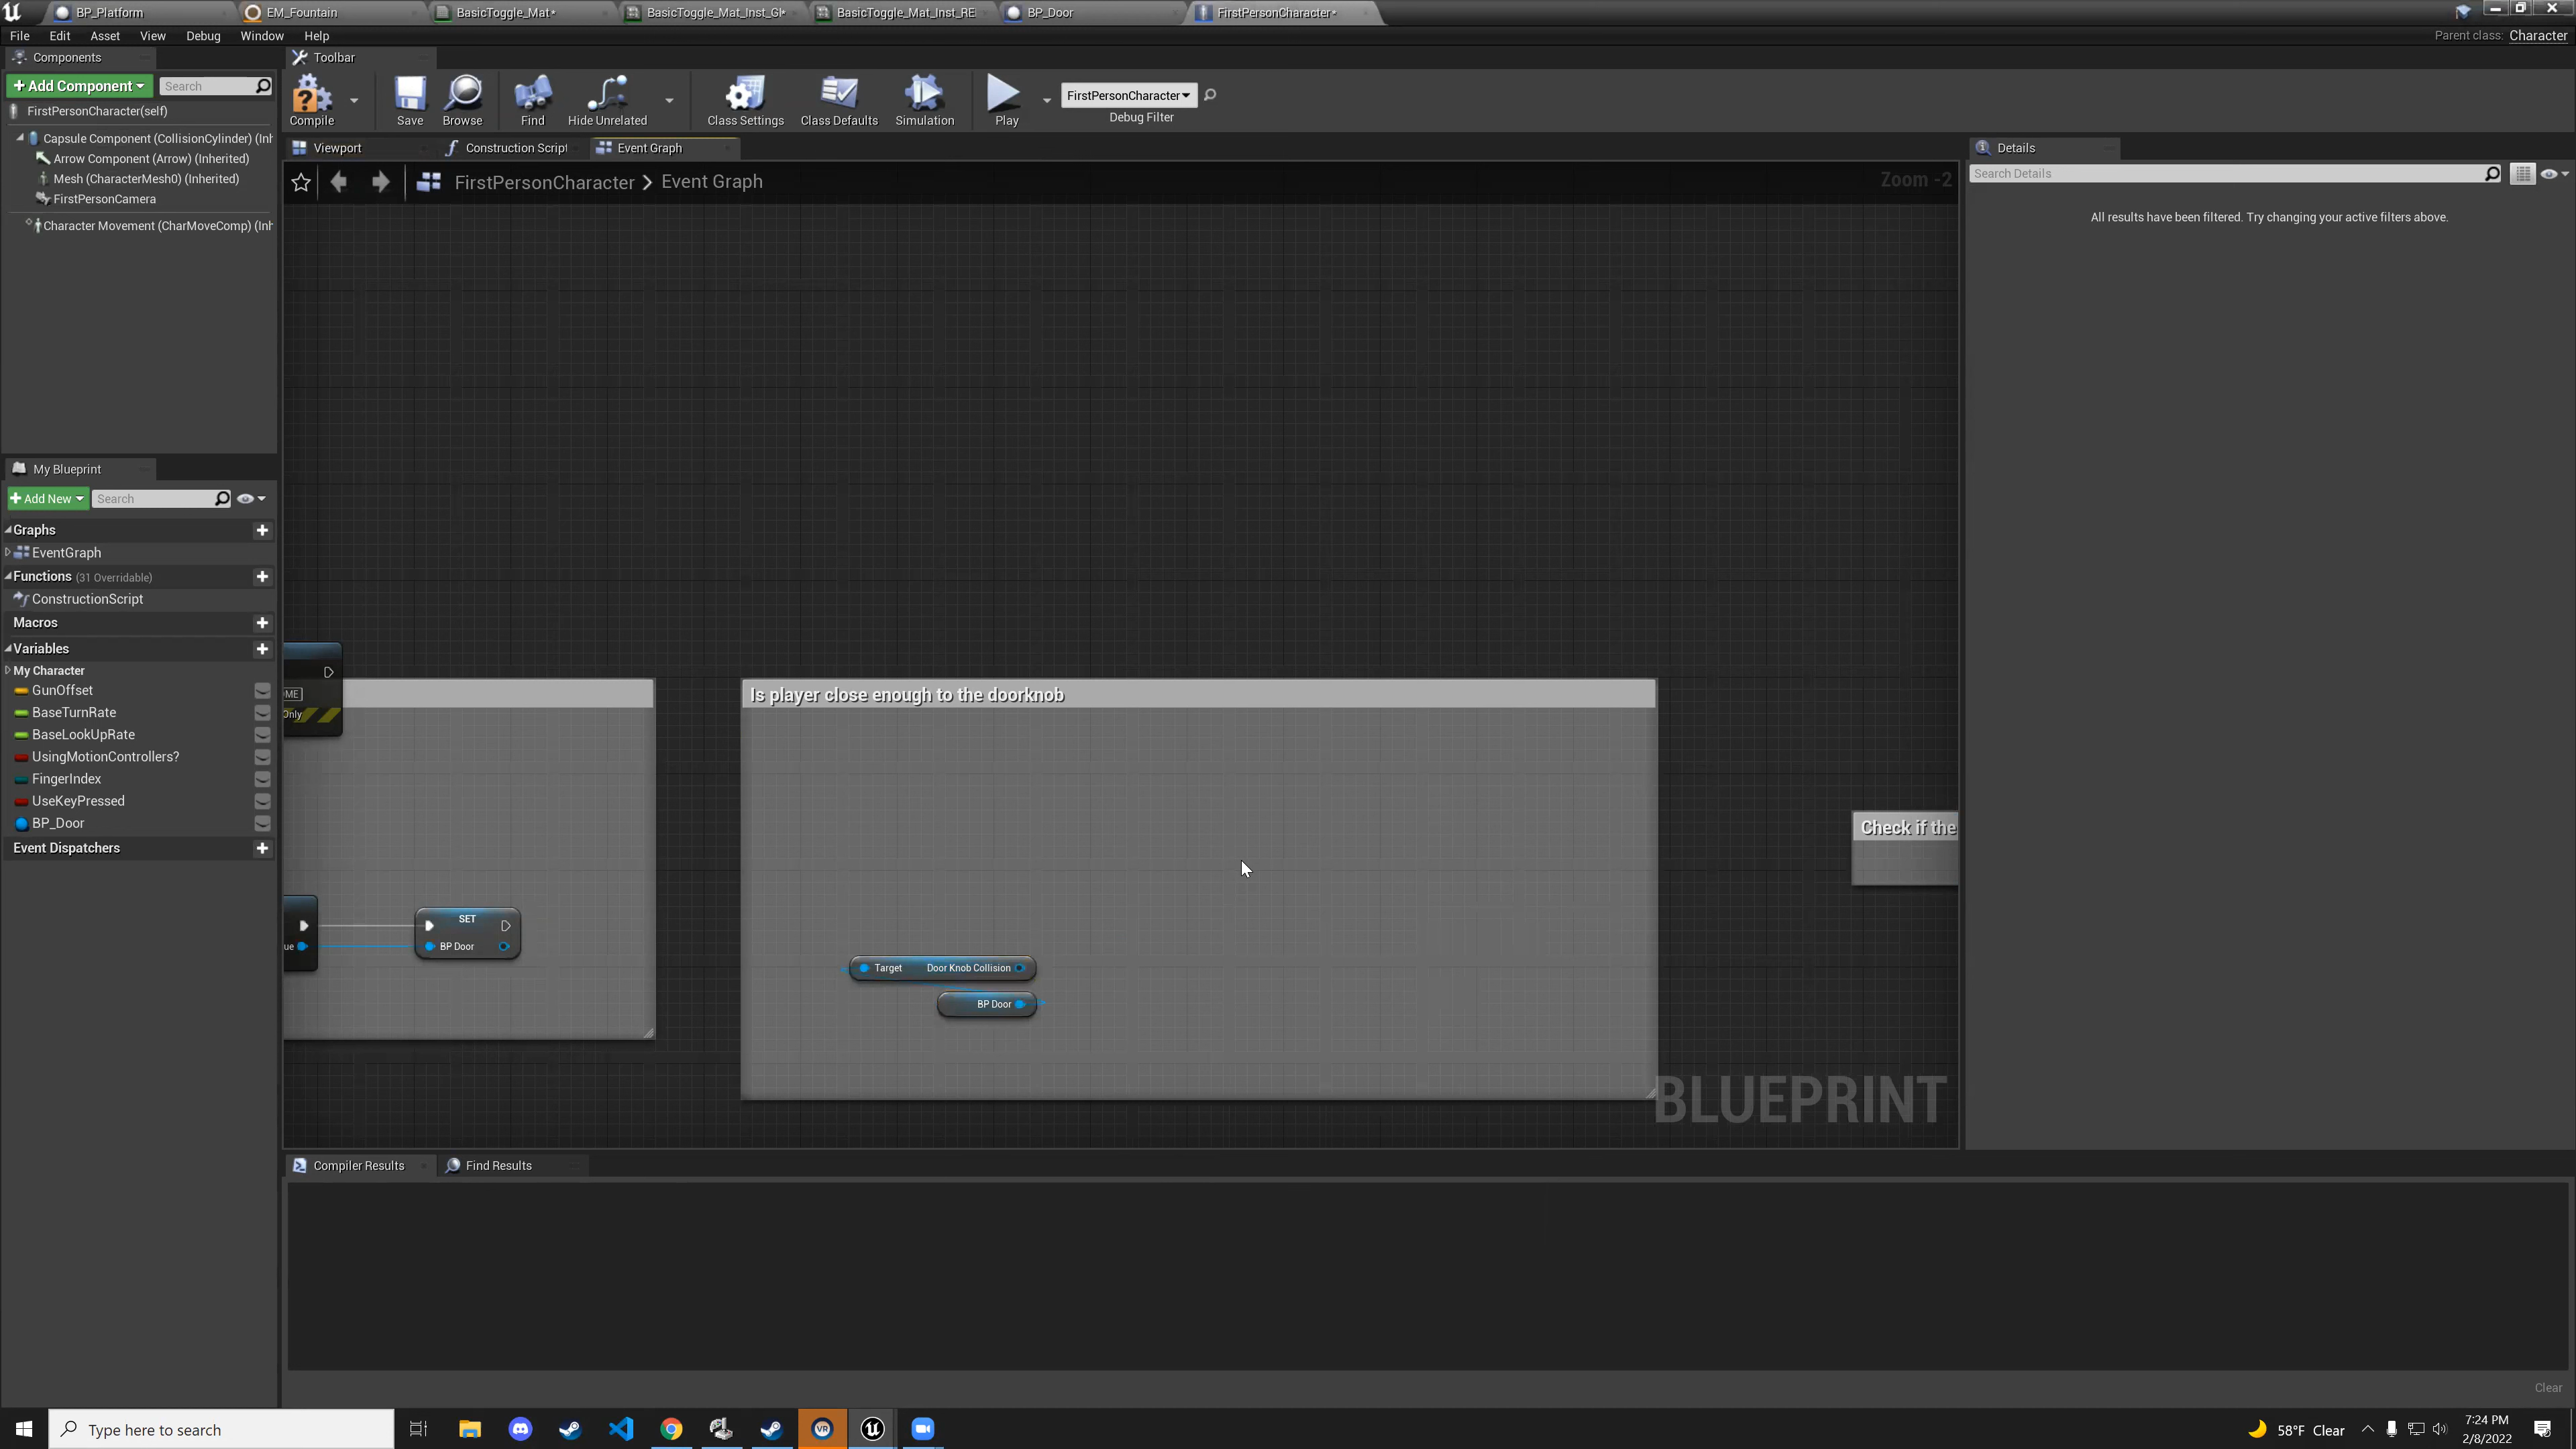 BP_Platform
EM_Fountain
BasicToggle_Mat*
BasicToggle_Mat_Inst_GI*
BasicToggle_Mat_Inst_RE
BP_Door
FirstPersonCharacter*
File Edit Asset View Debug Window Help
Parent class: Character
Components
Toolbar
+ Add Component
Search
FirstPersonCharacter(self)
Capsule Component (CollisionCylinder) (Inh
Arrow Component (Arrow) (Inherited)
Mesh (CharacterMesh0) (Inherited)
FirstPersonCamera
Character Movement (CharMoveComp) (Inh
Compile
Save
Browse
Find
Hide Unrelated
Class Settings
Class Defaults
Simulation
Play
FirstPersonCharacter
Debug Filter
Viewport
Construction Script
Event Graph
FirstPersonCharacter > Event Graph
Zoom -2
Details
Search Details
All results have been filtered. Try changing your active filters above.
My Blueprint
+ Add New
Search
Graphs
EventGraph
Functions (31 Overridable)
ConstructionScript
Macros
Variables
My Character
GunOffset
BaseTurnRate
BaseLookUpRate
UsingMotionControllers?
FingerIndex
UseKeyPressed
BP_Door
Event Dispatchers
OME]
Only
ue
SET
BP Door
Is player close enough to the doorknob
Target Door Knob Collision
BP Door
Check if the
BLUEPRINT
Compiler Results
Find Results
Clear
Type here to search
VR
58°F Clear
7:24 PM
2/8/2022